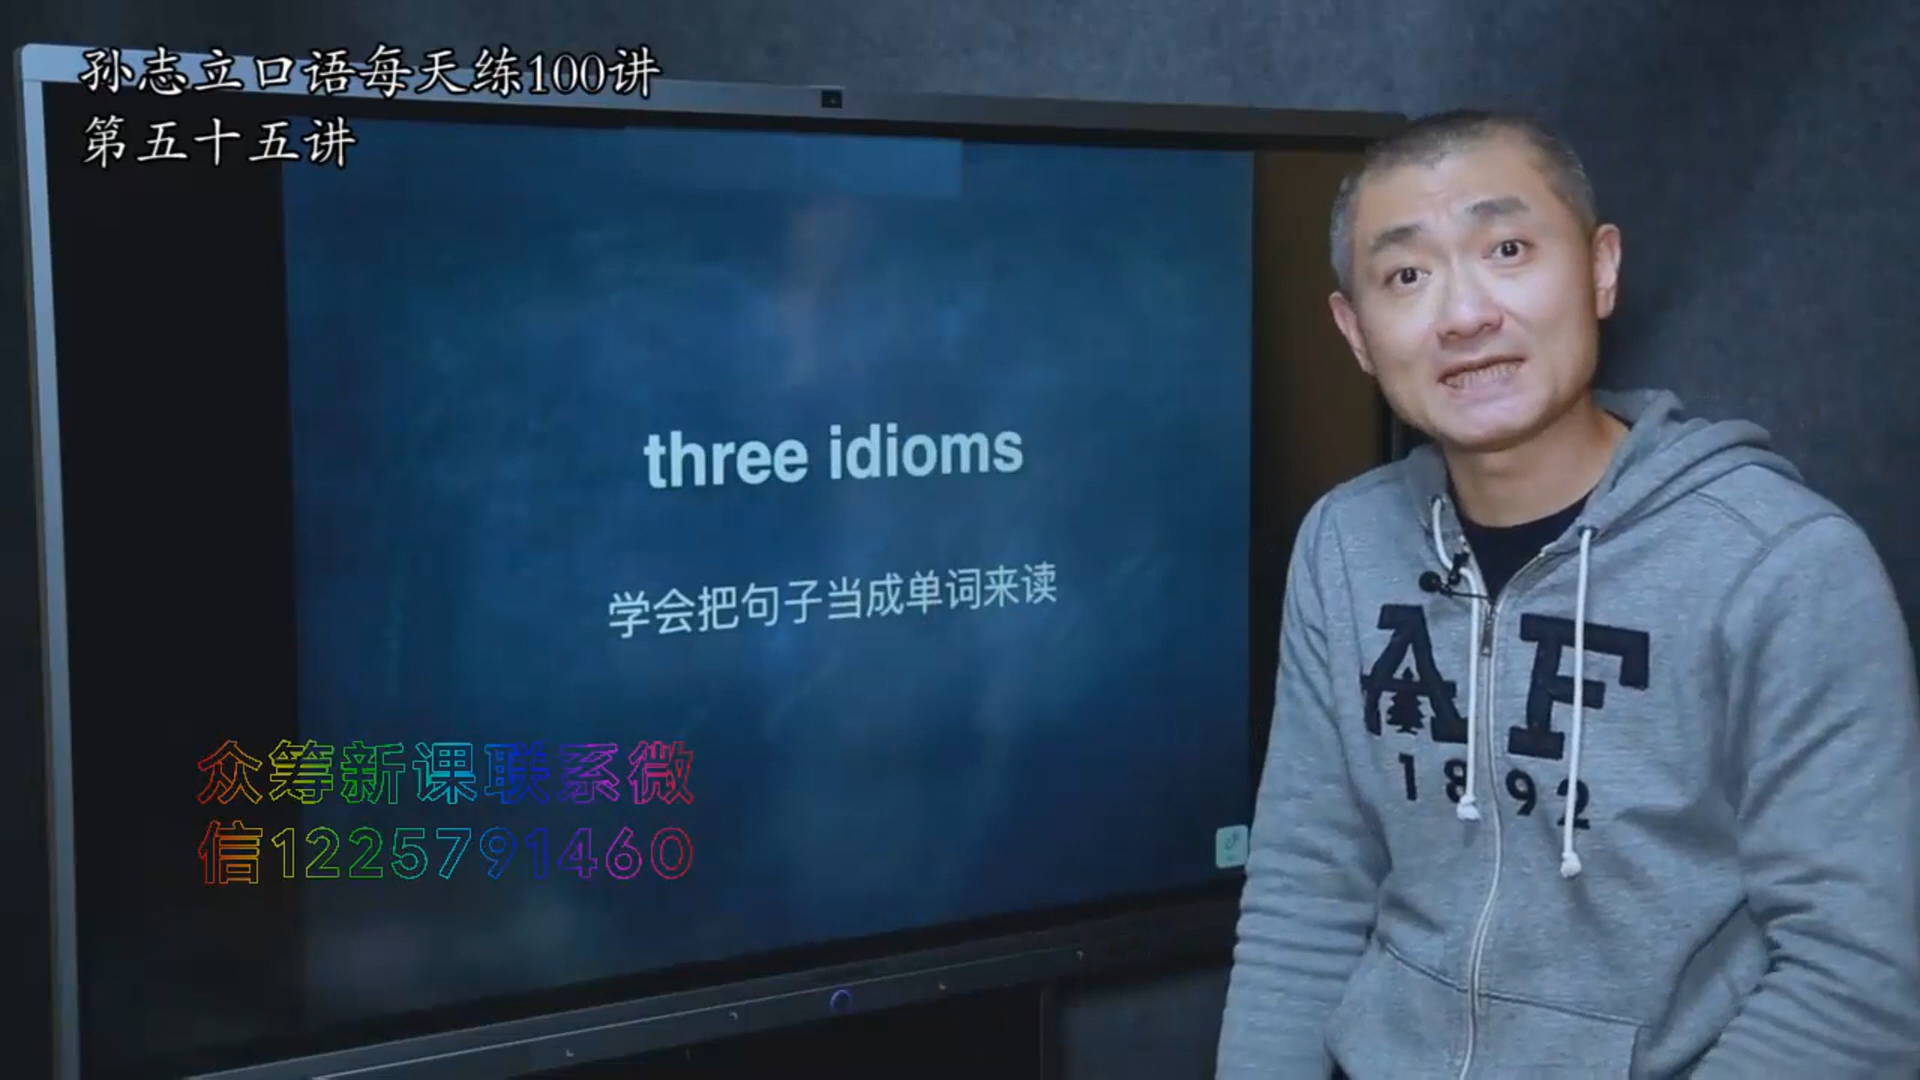 孙志立口语每天练100讲
第五十五讲
three idioms
学会把句子当成单词来读
众筹新课联系微
信1225791460
AF
1892